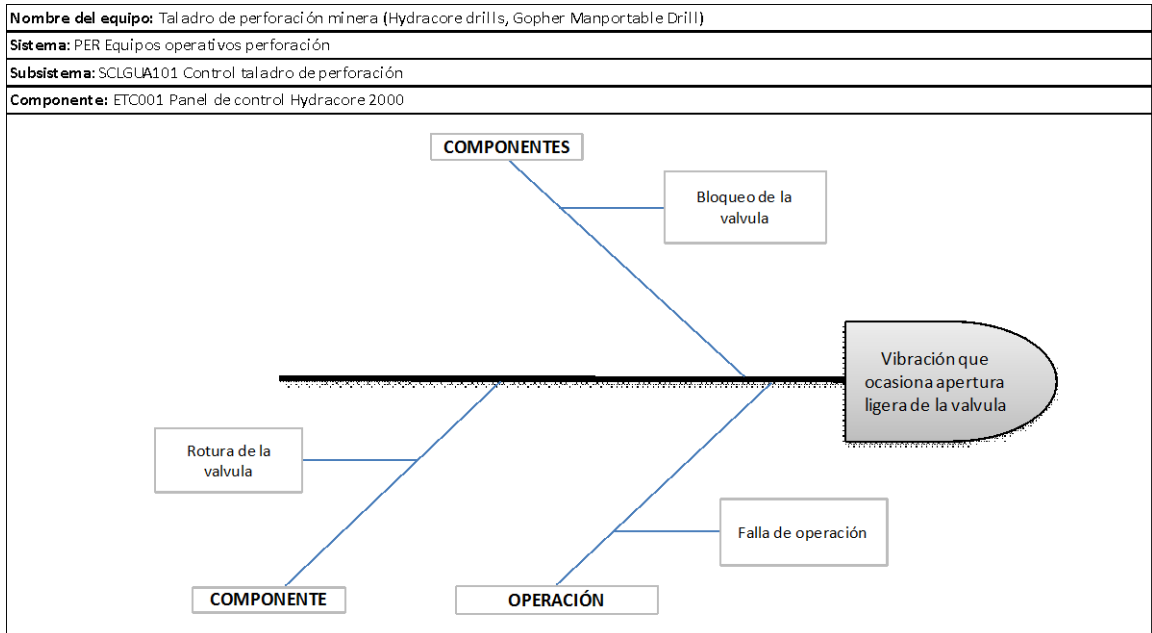 Nombre del equipo: Taladro de perforación minera (Hydracore drills, Gopher Manportable Drill)
Sistema: PER Equipos operativos perforación
Subsistema: SCLGUA101 Control taladro de perforación
Componente: ETC001 Panel de control Hydracore 2000
COMPONENTES
Bloqueo de la
valvula
Vibración que
ocasiona apertura
ligera de la valvula
Rotura de la
valvula
Falla de operación
COMPONENTE
OPERACIÓN